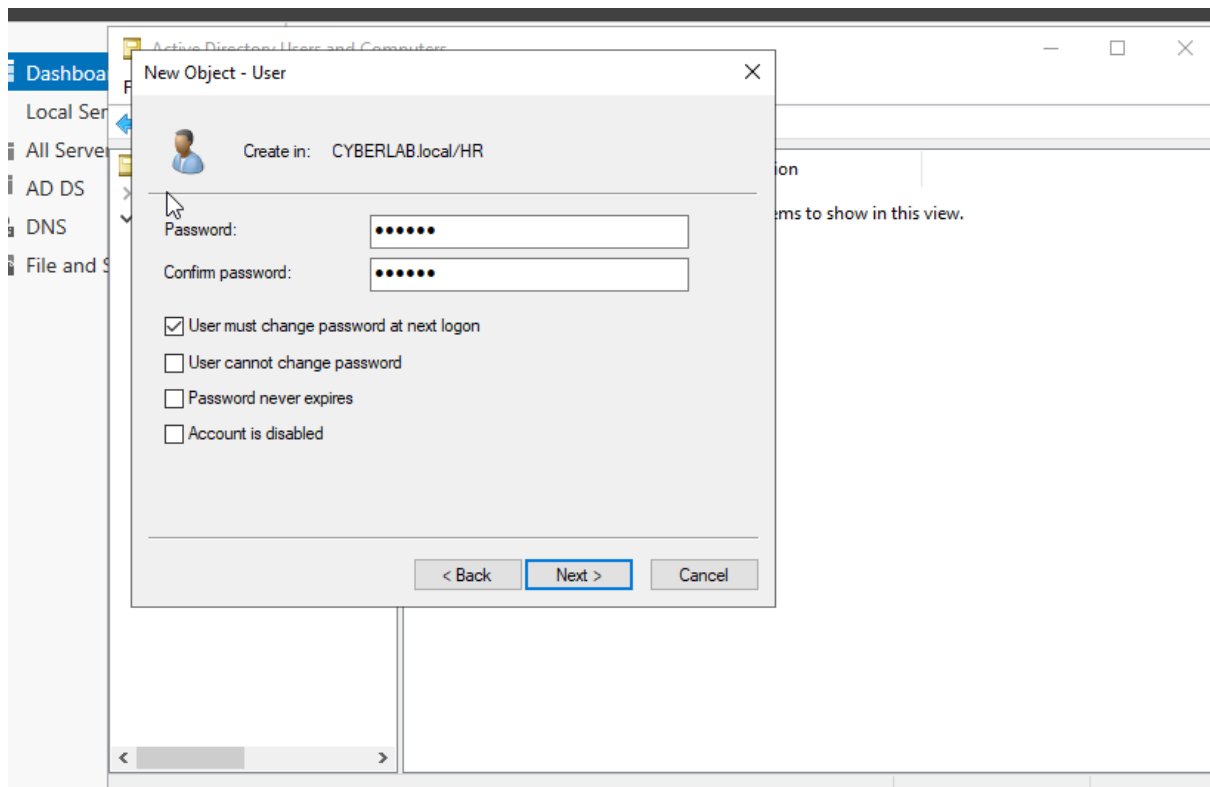 Active Directory Users and Computers
New Object - User
Dashboa
Local Ser
All Server
AD DS
DNS
File and S
F
Create in: CYBERLAB.local/HR
Password: ●●●●●●
Confirm password: ●●●●●●
User must change password at next logon
User cannot change password
Password never expires
Account is disabled
< Back
Next >
Cancel
ion
ems to show in this view.